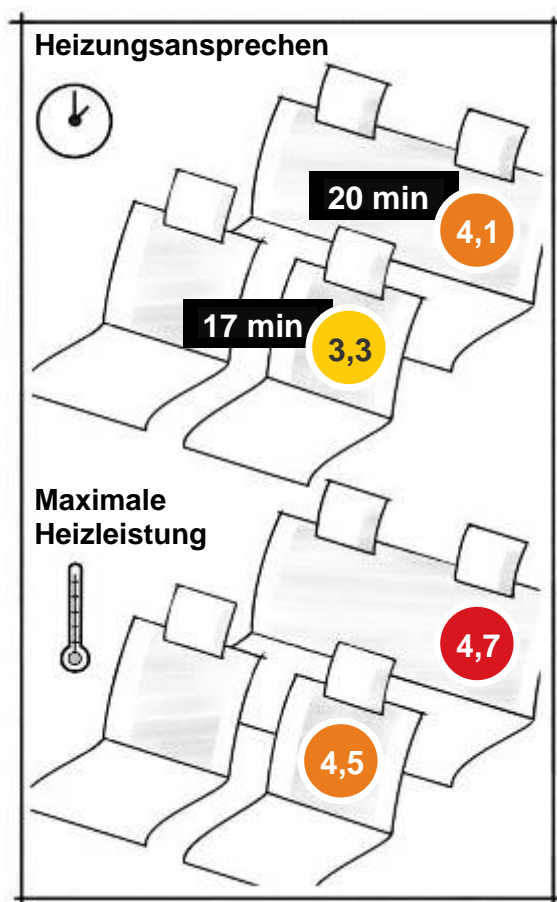 Heizungsansprechen
20 min
4,1
17 min
3,3
Maximale
Heizleistung
4,7
4,5